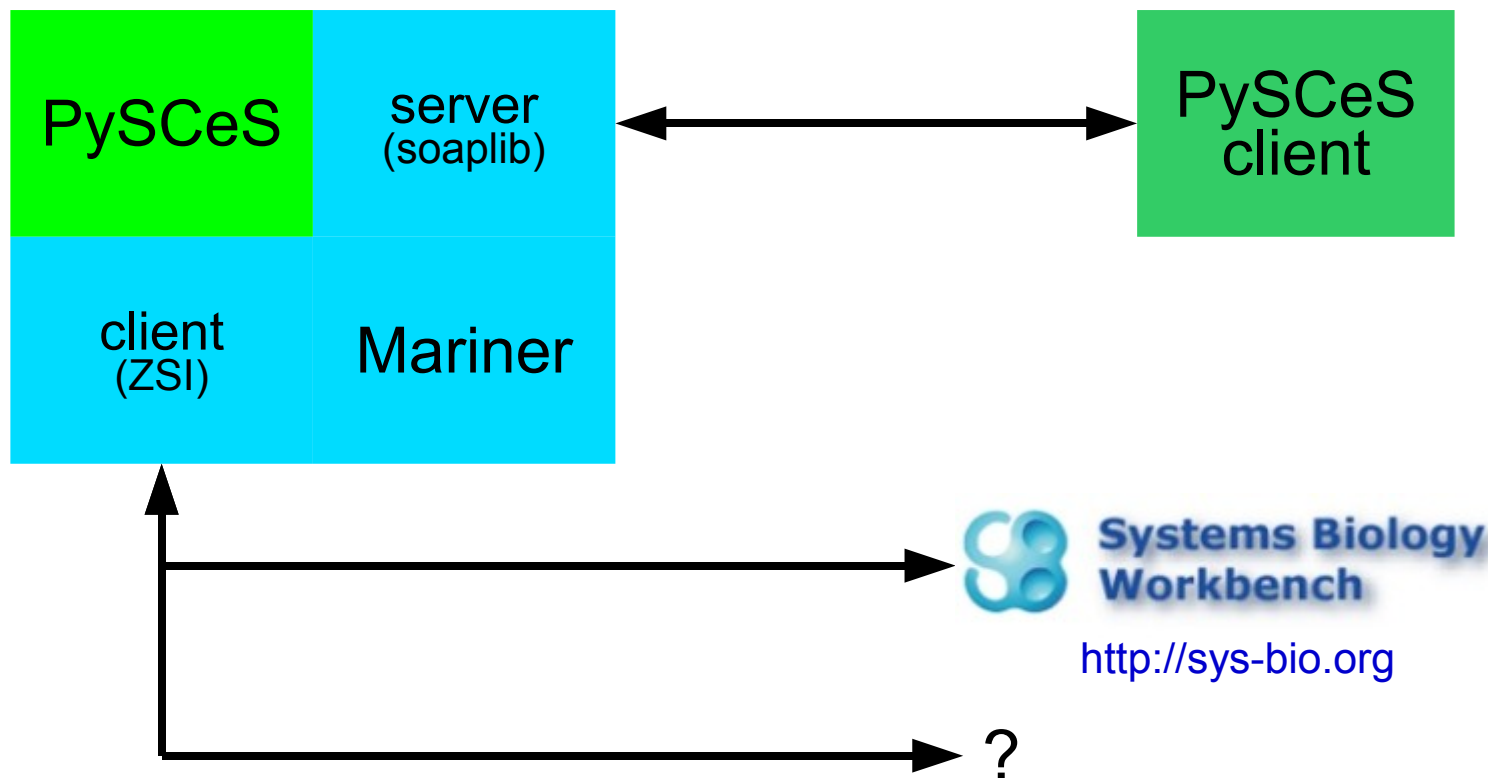 PySCeS
server
(soaplib)
PySCeS
client
client
(ZSI)
Mariner
Systems Biology
Workbench
http://sys-bio.org
?